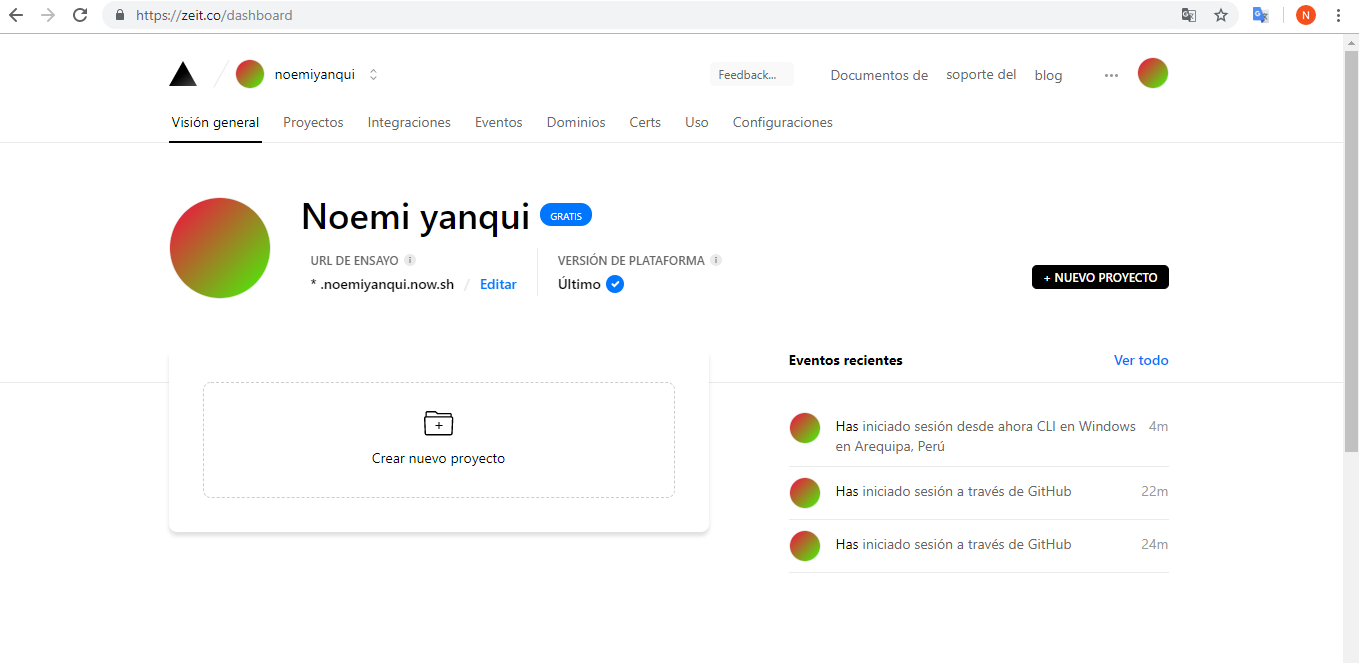 https://zeit.co/dashboard
N
noemiyanqui
Feedback...
Documentos de
soporte del
blog
Visión general
Proyectos
Integraciones
Eventos
Dominios
Certs
Uso
Configuraciones
Noemi yanqui
GRATIS
URL DE ENSAYO
VERSIÓN DE PLATAFORMA
* .noemiyanqui.now.sh / Editar
Último
+ NUEVO PROYECTO
Crear nuevo proyecto
Eventos recientes
Ver todo
Has iniciado sesión desde ahora CLI en Windows 4m
en Arequipa, Perú
Has iniciado sesión a través de GitHub 22m
Has iniciado sesión a través de GitHub 24m